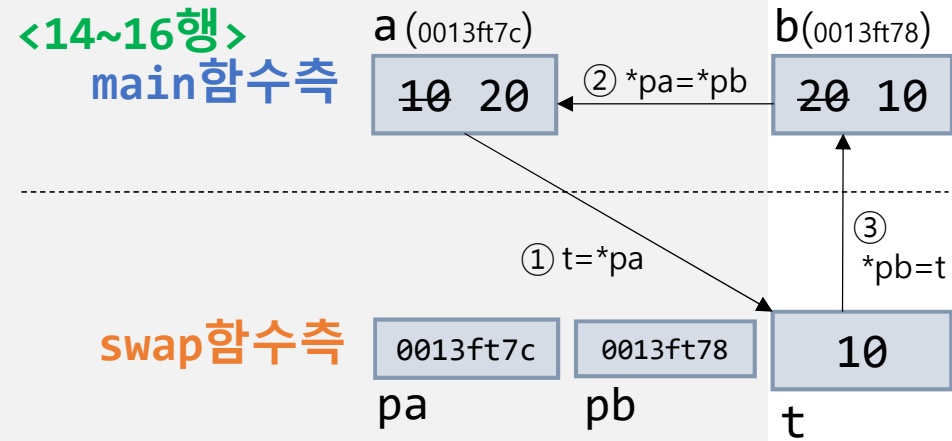 <14~16행>
main함수측
a (0013ft7c)
b(0013ft78)
10 20
② *pa=*pb
20 10
① t=*pa
③
*pb=t
swap함수측
0013ft7c
0013ft78
10
pa
pb
t